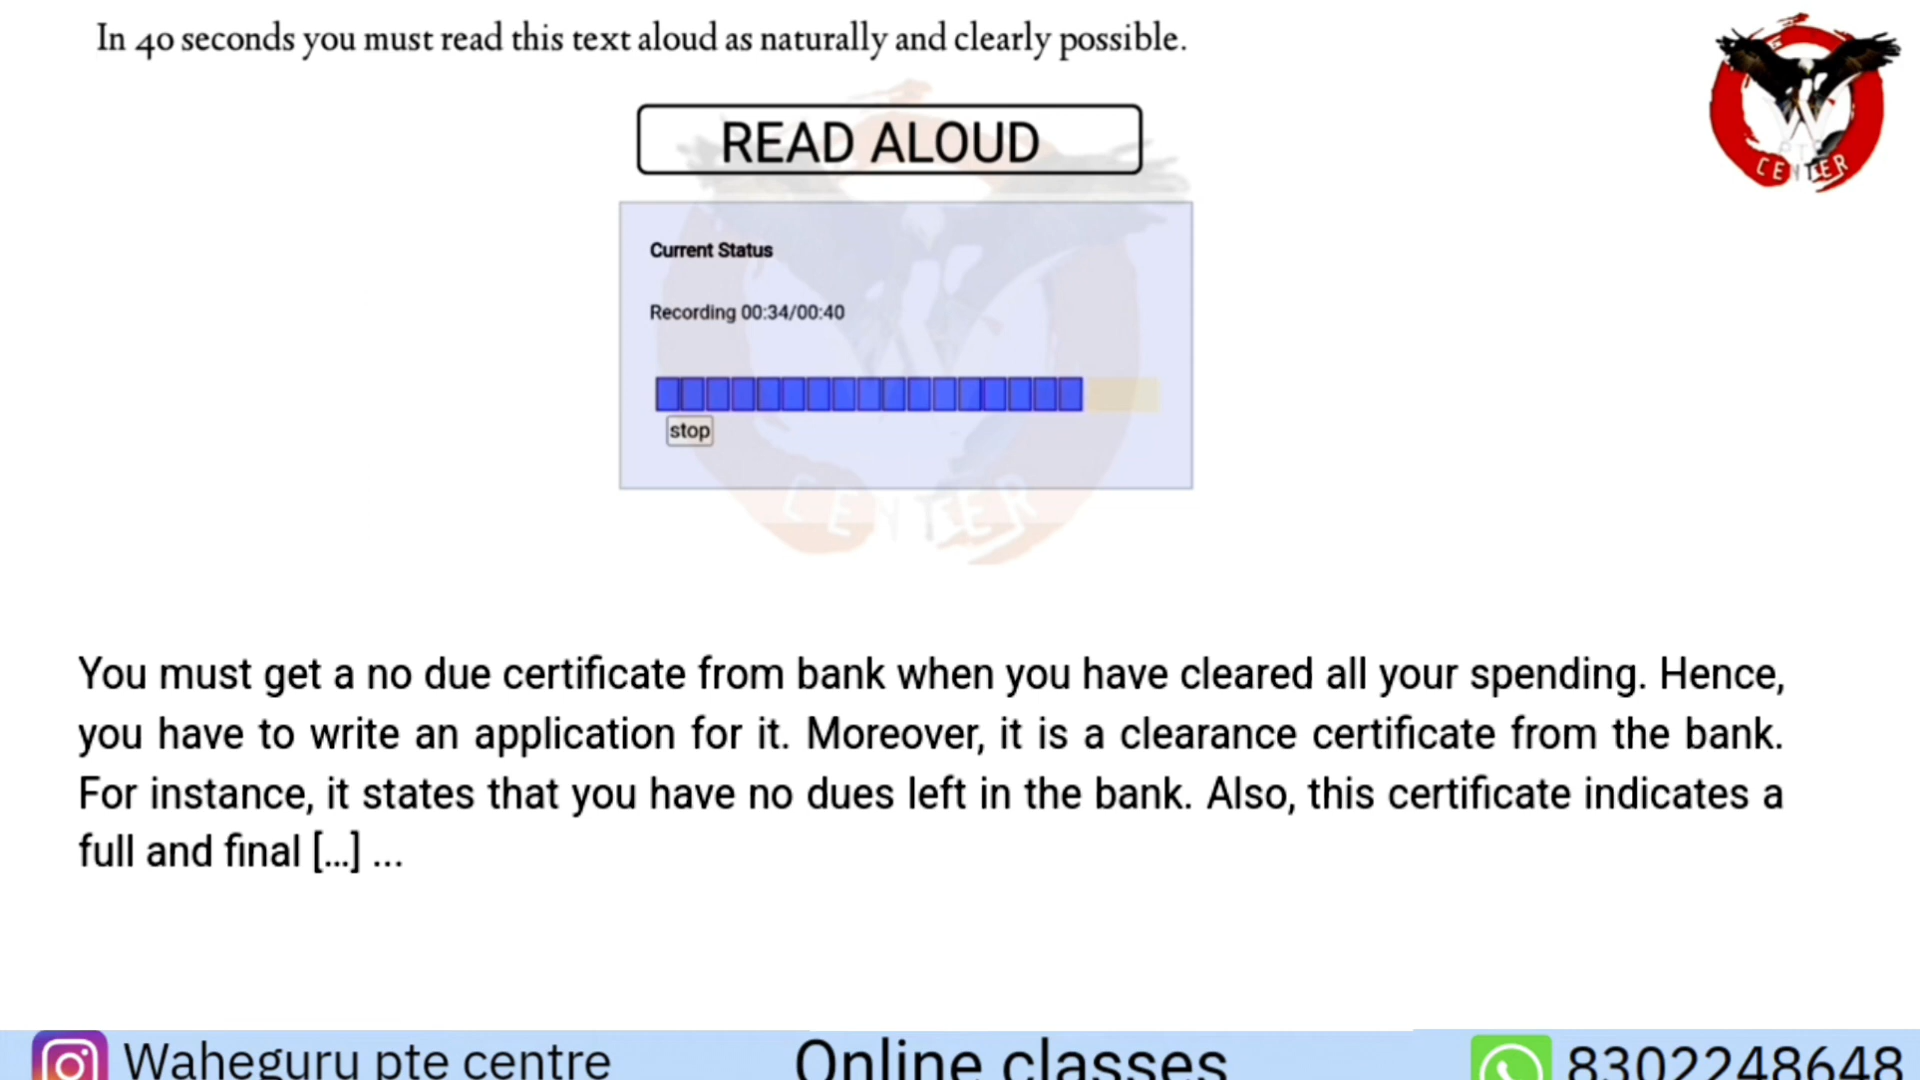 In 40 seconds you must read this text aloud as naturally and clearly possible.
READ ALOUD
Current Status
Recording 00:34/00:40
stop
CENTER
You must get a no due certificate from bank when you have cleared all your spending. Hence,
you have to write an application for it. Moreover, it is a clearance certificate from the bank.
For instance, it states that you have no dues left in the bank. Also, this certificate indicates a
full and final [...] ...
Waheguru pte centre
Online classes
8302248648